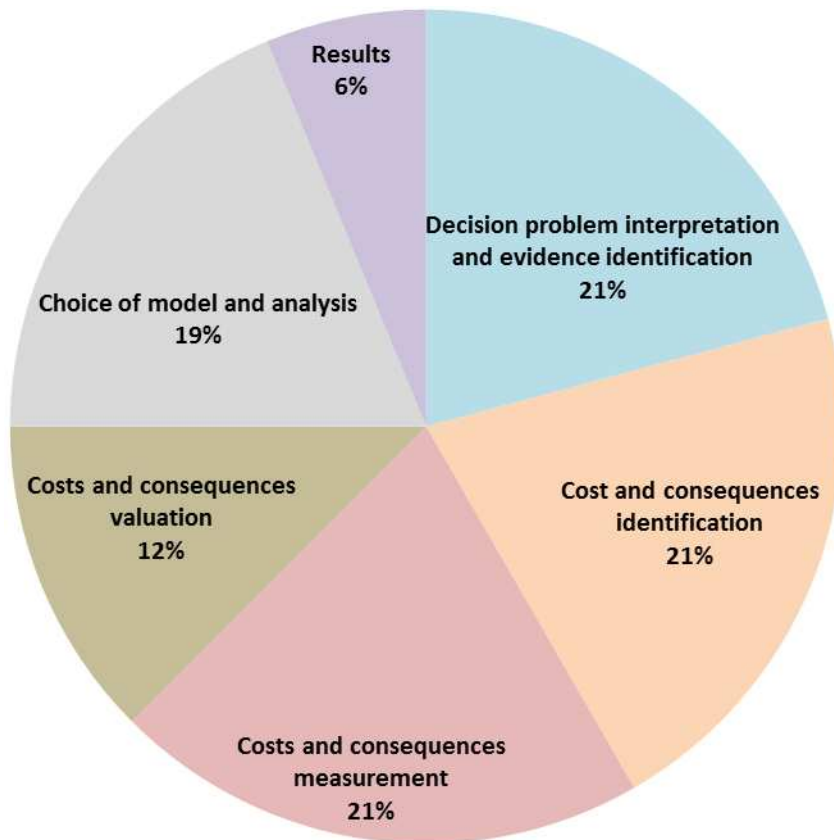 Results
6%
Decision problem interpretation
and evidence identification
21%
Choice of model and analysis
19%
Costs and consequences
valuation
12%
Cost and consequences
identification
21%
Costs and consequences
measurement
21%